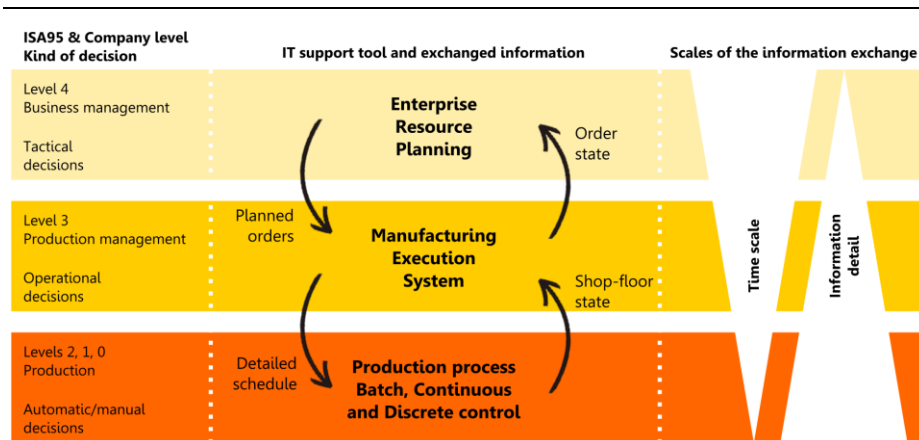 ISA95 & Company level
Kind of decision
IT support tool and exchanged information
Scales of the information exchange
Level 4
Business management
Tactical
decisions
Enterprise
Resource
Planning
Order
state
Level 3
Production management
Operational
decisions
Planned
orders
Manufacturing
Execution
System
Shop-floor
state
Time scale
Information
detail
Levels 2, 1, 0
Production
Automatic/manual
decisions
Detailed
schedule
Production process
Batch, Continuous
and Discrete control